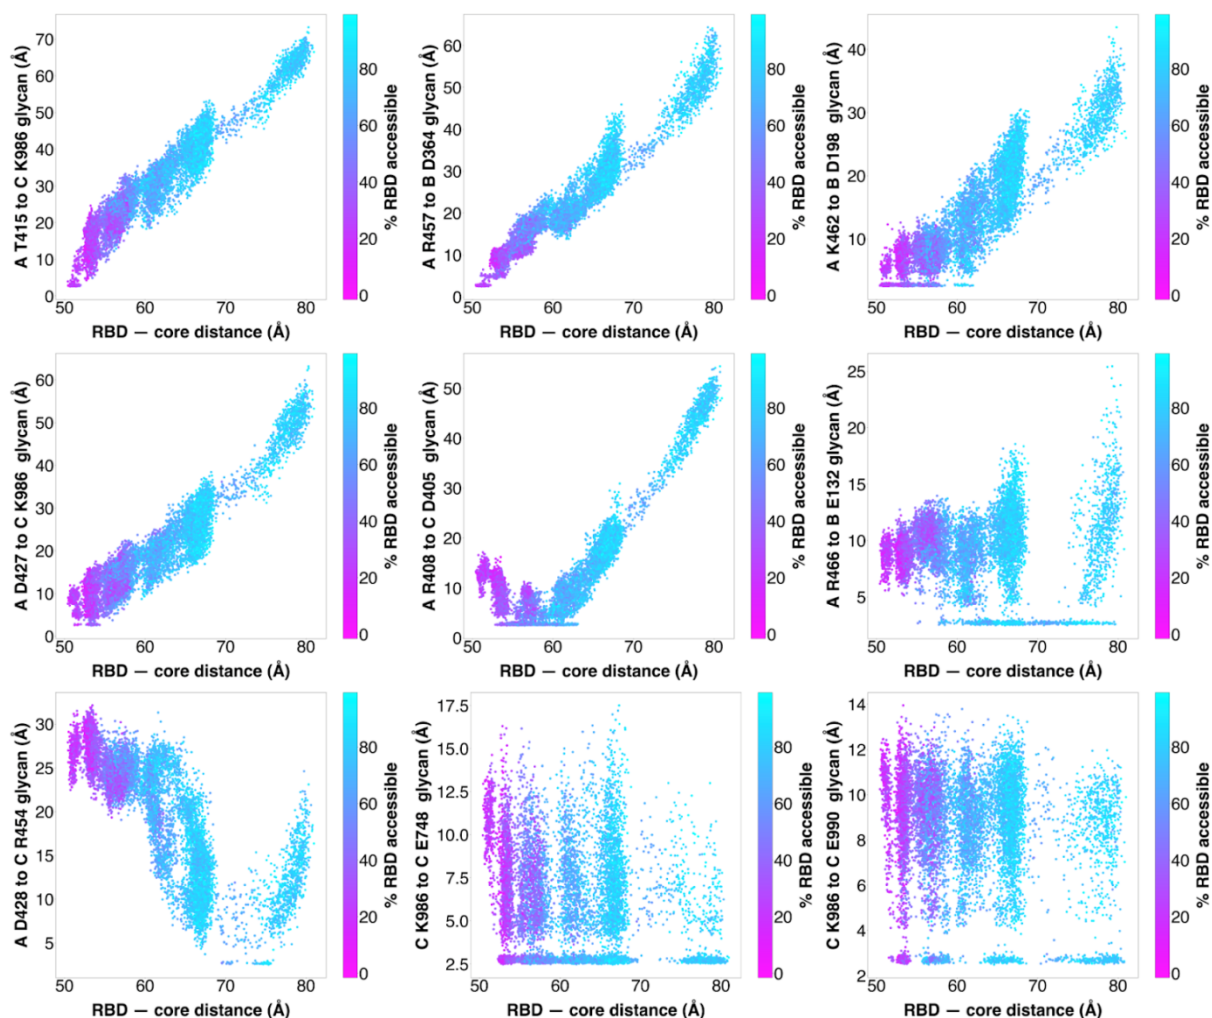 A T415 to C K986 glycan (Å)
70
60
50
40
30
20
10
0
50 60 70 80
RBD — core distance (Å)
80
60
40
20
0
% RBD accessible
A R457 to B D364 glycan (Å)
60
50
40
30
20
10
0
50 60 70 80
RBD — core distance (Å)
80
60
40
20
0
% RBD accessible
A K462 to B D198 glycan (Å)
40
30
20
10
50 60 70 80
RBD — core distance (Å)
80
60
40
20
0
% RBD accessible
A D427 to C K986 glycan (Å)
60
50
40
30
20
10
0
50 60 70 80
RBD — core distance (Å)
80
60
40
20
0
% RBD accessible
A R408 to C D405 glycan (Å)
50
40
30
20
10
0
50 60 70 80
RBD — core distance (Å)
80
60
40
20
0
% RBD accessible
A R466 to B E132 glycan (Å)
25
20
15
10
5
50 60 70 80
RBD — core distance (Å)
80
60
40
20
0
% RBD accessible
A D428 to C R454 glycan (Å)
30
25
20
15
10
5
50 60 70 80
RBD — core distance (Å)
80
60
40
20
0
% RBD accessible
C K986 to C E748 glycan (Å)
17.5
15.0
12.5
10.0
7.5
5.0
2.5
50 60 70 80
RBD — core distance (Å)
80
60
40
20
0
% RBD accessible
C K986 to C E990 glycan (Å)
14
12
10
8
6
4
2
50 60 70 80
RBD — core distance (Å)
80
60
40
20
0
% RBD accessible